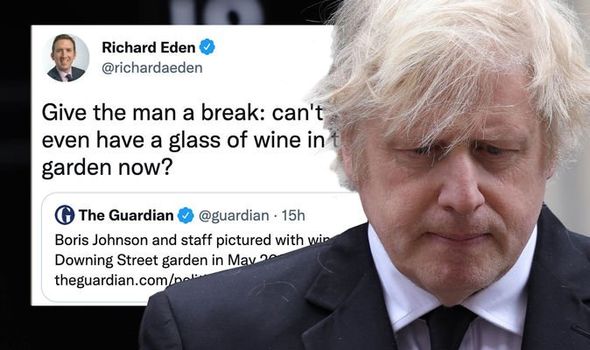 Richard Eden
@richardaeden
Give the man a break: can't
even have a glass of wine in
garden now?
The Guardian @guardian · 15h
Boris Johnson and staff pictured with
Downing Street garden in May
theguardian.com/